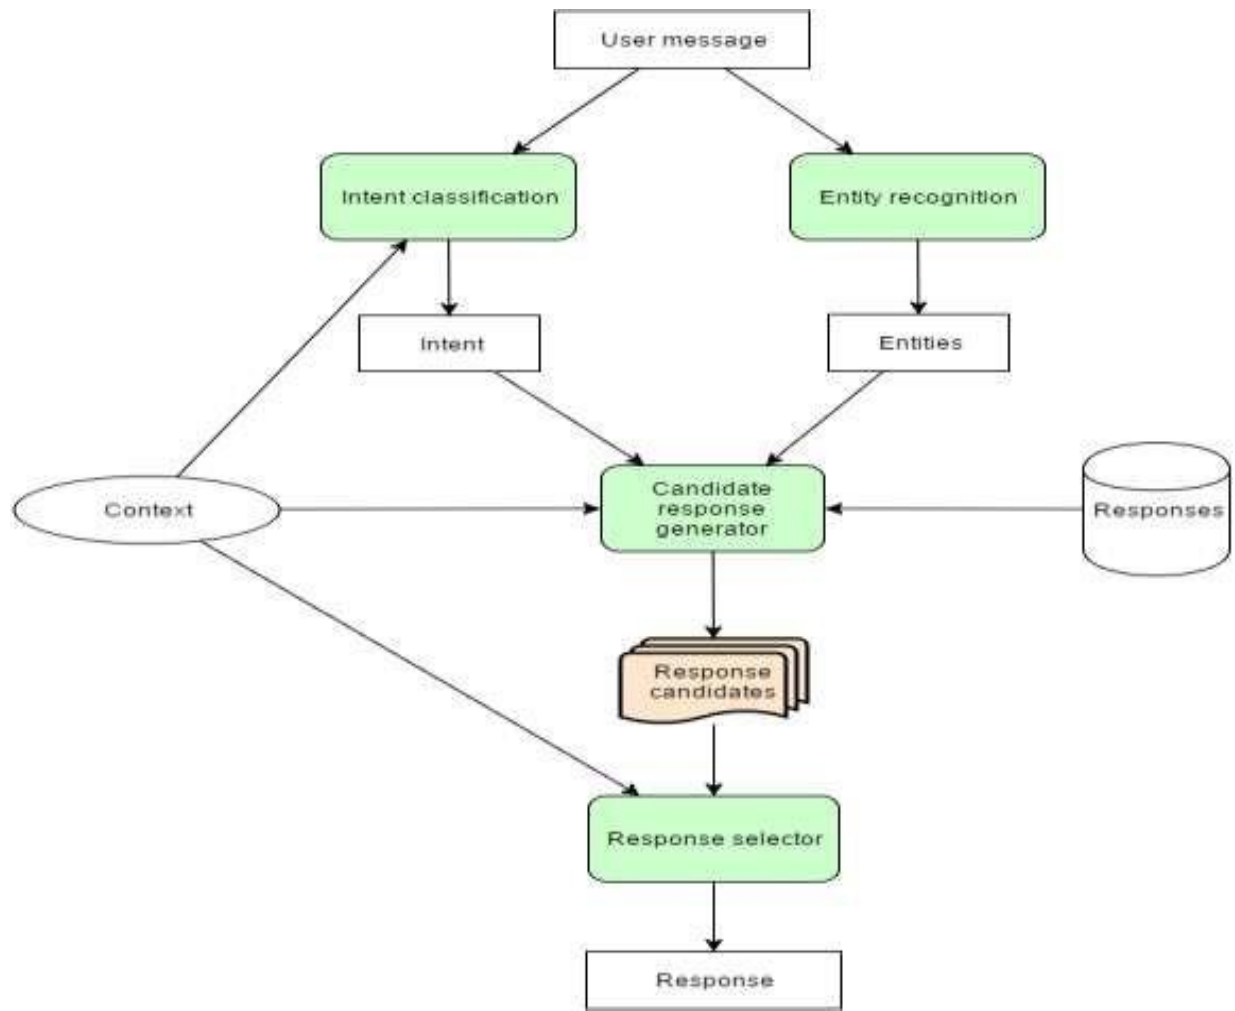 User message
Intent classification
Entity recognition
Intent
Entities
Context
Candidate
response
generator
Responses
Response
candidates
Response selector
Response